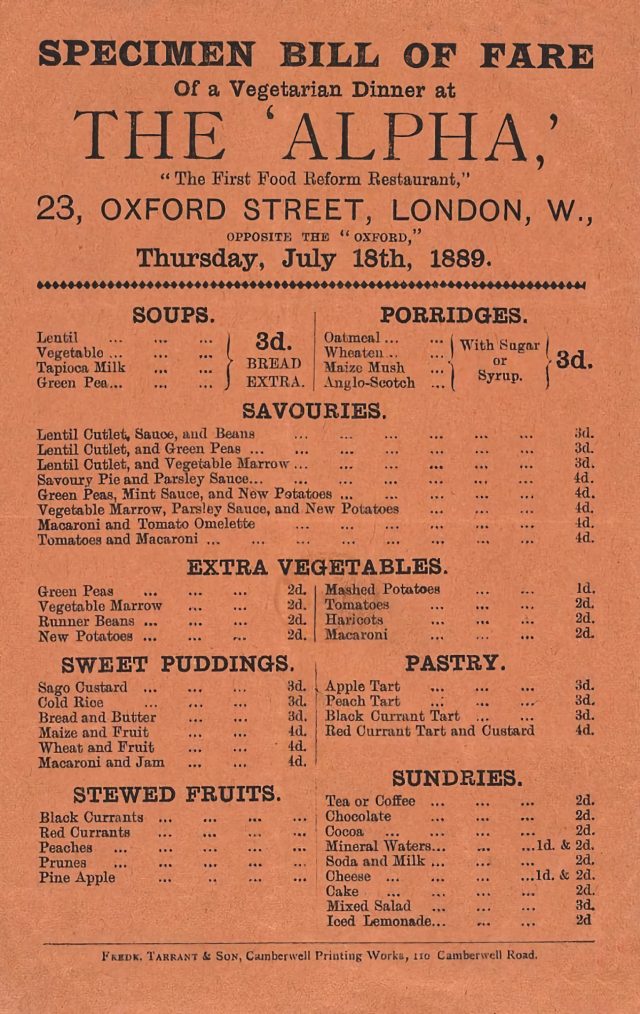 SPECIMEN BILL OF FARE
Of a Vegetarian Dinner at
THE 'ALPHA,'
"The First Food Reform Restaurant,"
23, OXFORD STREET, LONDON, W.,
OPPOSITE THE "OXFORD,"
Thursday, July 18th, 1889.
SOUPS.
Lentil ... ... ...
Vegetable ... ... ...
Tapioca Milk ... ...
Green Pea... ... ...
3d.
BREAD
EXTRA.
PORRIDGES.
Oatmeal ... ...
Wheaten .. ...
Maize Mush ...
Anglo-Scotch ...
With Sugar
or
Syrup.
3d.
SAVOURIES.
Lentil Cutlet, Sauce, and Beans ... ... ... ... ... ... 3d.
Lentil Cutlet, and Green Peas ... ... ... ... ... ... ... 3d.
Lentil Cutlet, and Vegetable Marrow ... ... ... ... ... ... 3d.
Savoury Pie and Parsley Sauce... ... ... ... ... ... ... 4d.
Green Peas, Mint Sauce, and New Potatoes ... ... ... ... ... 4d.
Vegetable Marrow, Parsley Sauce, and New Potatoes ... ... ... 4d.
Macaroni and Tomato Omelette ... ... ... ... ... ... 4d.
Tomatoes and Macaroni ... ... ... ... ... ... ... ... 4d.
EXTRA VEGETABLES.
Green Peas ... ... ... 2d.
Vegetable Marrow ... ... 2d.
Runner Beans ... ... ... 2d.
New Potatoes ... ... ... 2d.
Mashed Potatoes ... ... 1d.
Tomatoes ... ... ... 2d.
Haricots ... ... ... 2d.
Macaroni ... ... ... 2d.
SWEET PUDDINGS.
Sago Custard ... ... ... 3d.
Cold Rice ... ... ... 3d.
Bread and Butter ... ... 3d.
Maize and Fruit ... ... 4d.
Wheat and Fruit ... ... 4d.
Macaroni and Jam ... ... 4d.
PASTRY.
Apple Tart ... ... ... 3d.
Peach Tart ... ... ... 3d.
Black Currant Tart ... ... 3d.
Red Currant Tart and Custard 4d.
STEWED FRUITS.
Black Currants ... ... ... ...
Red Currants ... ... ... ...
Peaches ... ... ... ... ...
Prunes ... ... ... ... ...
Pine Apple ... .. ... ...
SUNDRIES.
Tea or Coffee ... ... ... 2d.
Chocolate ... ... ... 2d.
Cocoa ... ... ... ... 2d.
Mineral Waters... ... ...1d. & 2d.
Soda and Milk ... ... ... 2d.
Cheese ... ... ... ...1d. & 2d.
Cake ... ... ... ... 2d.
Mixed Salad ... ... ... 3d.
Iced Lemonade... ... ... 2d
FREDK. TARRANT & SON, Camberwell Printing Works, 110 Camberwell Road.